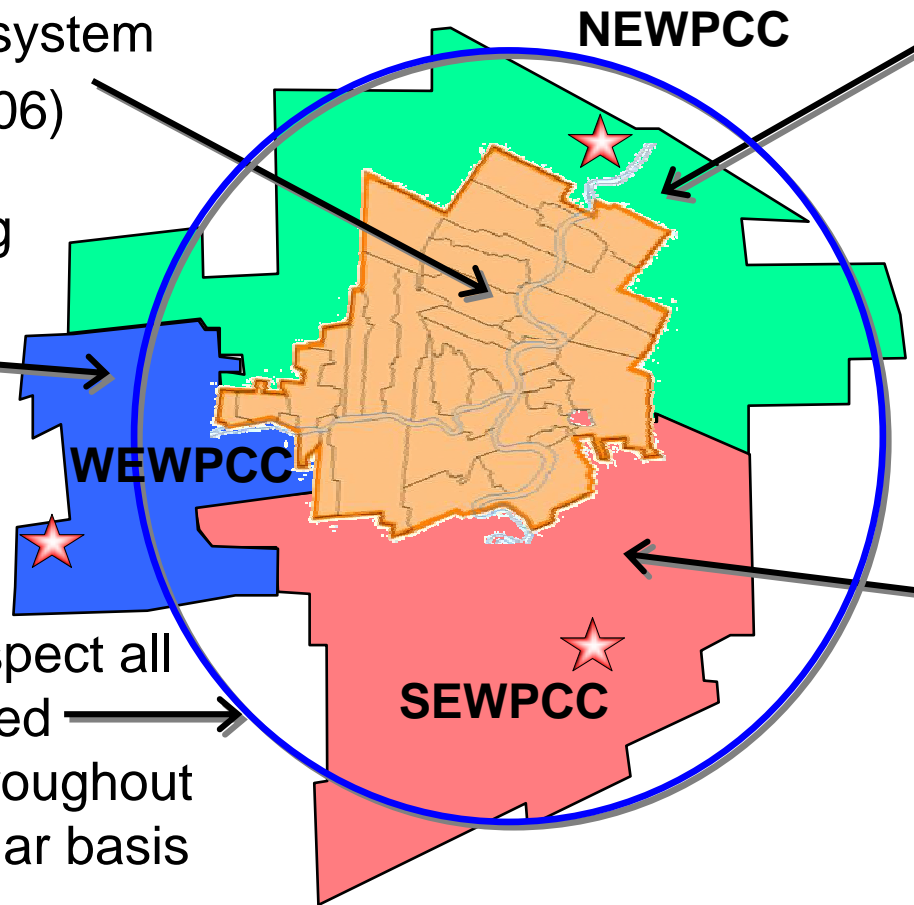 system
NEWPCC
06)
g
WEWPCC
spect all
SEWPCC
ed
roughout
ar basis